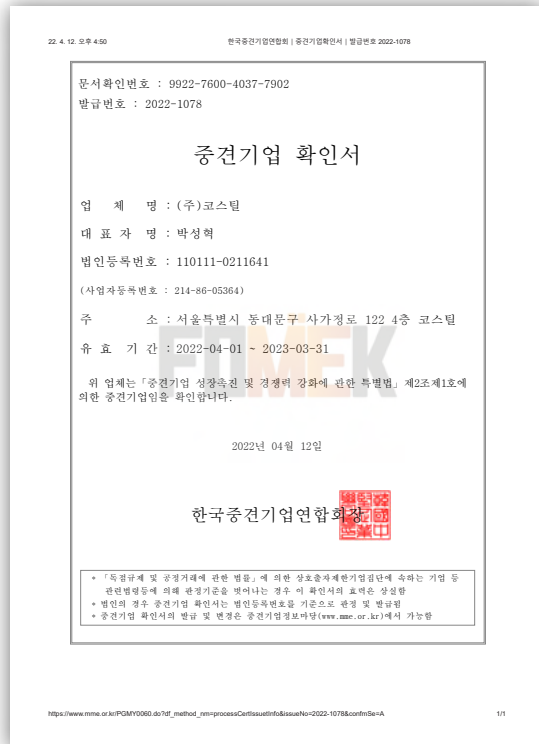 22. 4. 12. 오후 4:50 한국중견기업연합회 | 중견기업확인서 | 발급번호 2022-1078
문서확인번호 : 9922-7600-4037-7902
발급번호 : 2022-1078
중견기업 확인서
업 체 명 : (주)코스틸
대 표 자 명 : 박성혁
법인등록번호 : 110111-0211641
(사업자등록번호 : 214-86-05364)
주 소 : 서울특별시 동대문구 사가정로 122 4층 코스틸
유 효 기 간 : 2022-04-01 ~ 2023-03-31
FOMEK
위 업체는「중견기업 성장촉진 및 경쟁력 강화에 관한 특별법」제2조제1호에
의한 중견기업임을 확인합니다.
2022년 04월 12일
한국중견기업연합회장
* 「독점규제 및 공정거래에 관한 법률」에 의한 상호출자제한기업집단에 속하는 기업 등
관련법령등에 의해 판정기준을 벗어나는 경우 이 확인서의 효력은 상실함
* 법인의 경우 중견기업 확인서는 법인등록번호를 기준으로 판정 및 발급됨
* 중견기업 확인서의 발급 및 변경은 중견기업정보마당(www.mme.or.kr)에서 가능함
https://www.mme.or.kr/PGMY0060.do?df_method_nm=processCertIssuetInfo&issueNo=2022-1078&confmSe=A 1/1